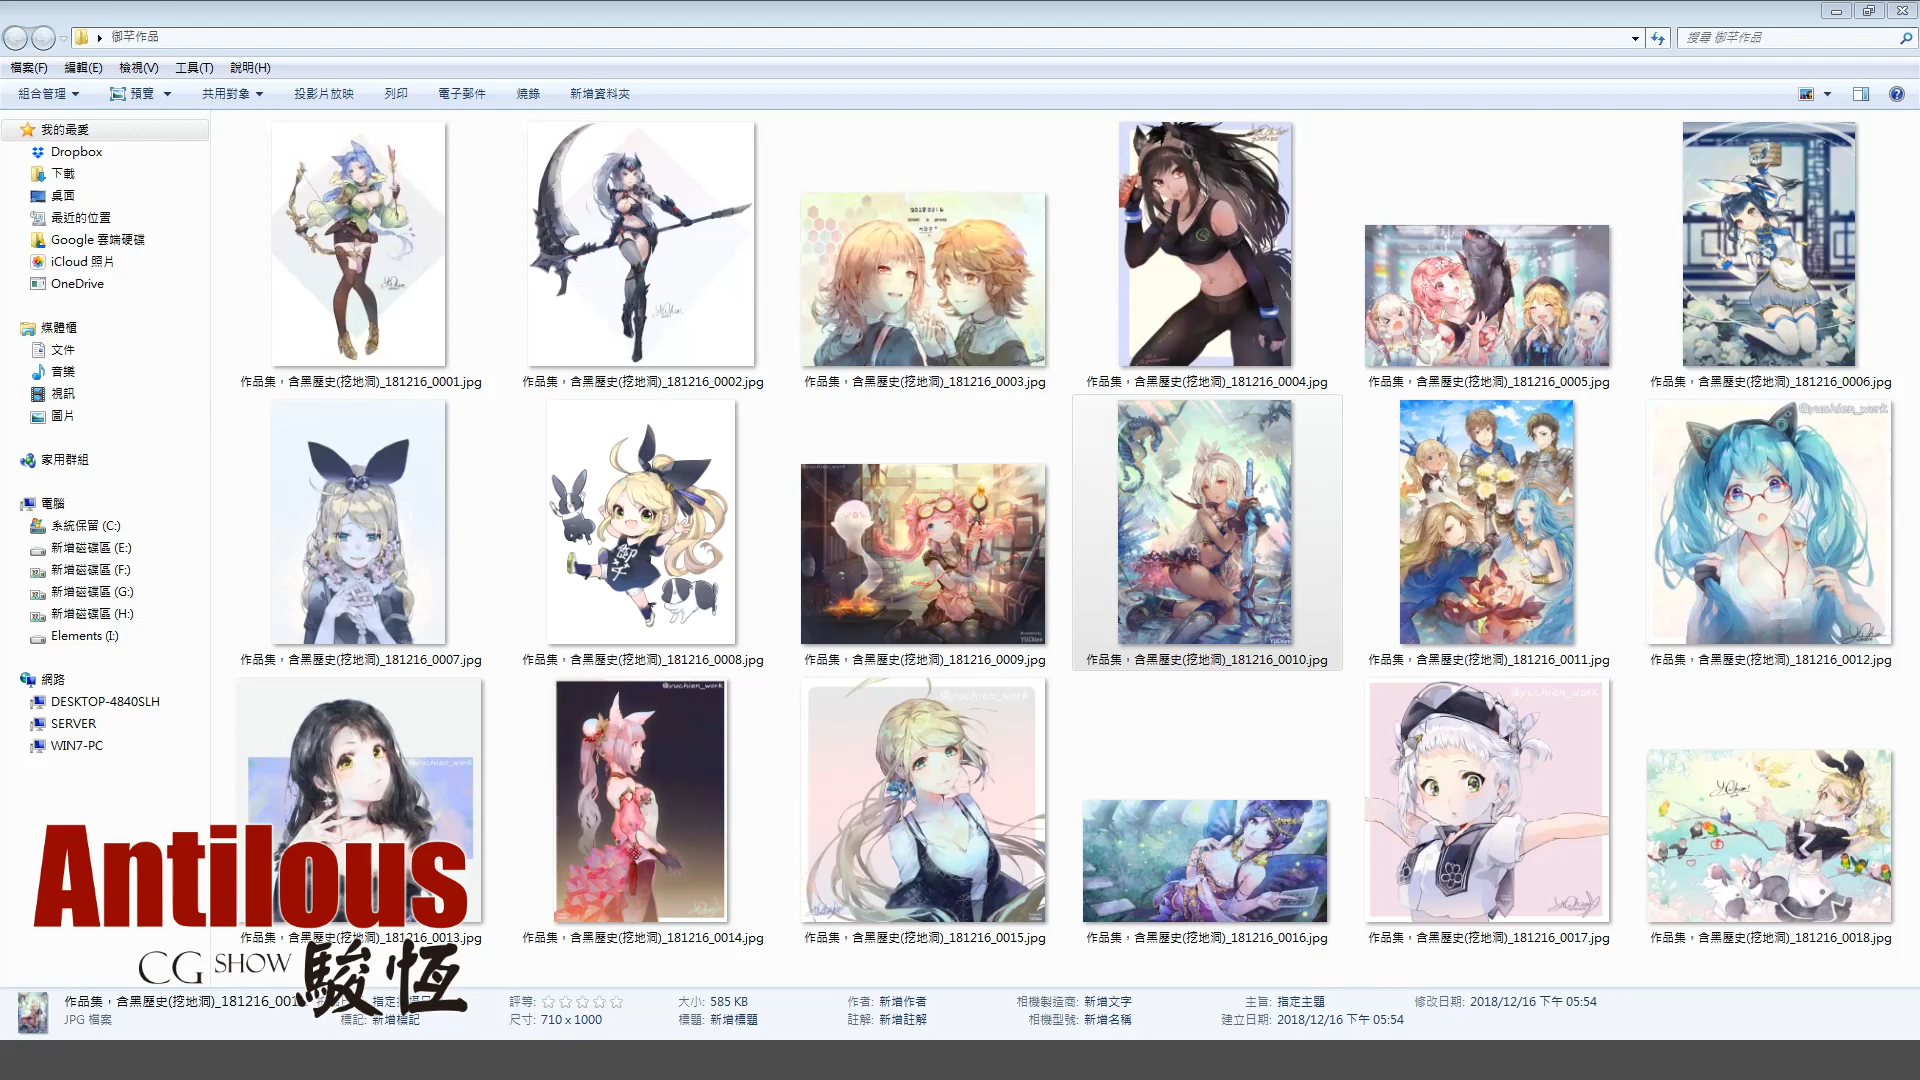 御芊作品
搜尋 御芊作品
檔案(F) 編輯(E) 檢視(V) 工具(T) 說明(H)
組合管理 預覽 共用對象 投影片放映 列印 電子郵件 燒錄 新增資料夾
我的最愛
Dropbox
下載
桌面
最近的位置
Google 雲端硬碟
iCloud 照片
OneDrive
媒體櫃
文件
音樂
視訊
圖片
家用群組
電腦
系統保留 (C:)
新增磁碟區 (E:)
新增磁碟區 (F:)
新增磁碟區 (G:)
新增磁碟區 (H:)
Elements (I:)
網路
DESKTOP-4840SLH
SERVER
WIN7-PC
作品集，含黑歷史(挖地洞)_181216_0001.jpg
作品集，含黑歷史(挖地洞)_181216_0002.jpg
作品集，含黑歷史(挖地洞)_181216_0003.jpg
作品集，含黑歷史(挖地洞)_181216_0004.jpg
作品集，含黑歷史(挖地洞)_181216_0005.jpg
作品集，含黑歷史(挖地洞)_181216_0006.jpg
御芊
作品集，含黑歷史(挖地洞)_181216_0007.jpg
作品集，含黑歷史(挖地洞)_181216_0008.jpg
作品集，含黑歷史(挖地洞)_181216_0009.jpg
作品集，含黑歷史(挖地洞)_181216_0010.jpg
作品集，含黑歷史(挖地洞)_181216_0011.jpg
@yuchien_work
作品集，含黑歷史(挖地洞)_181216_0012.jpg
@yuchien_work
@yuchien_work
@yuchien_work
@yuchien_work
作品集，含黑歷史(挖地洞)_181216_0013.jpg
作品集，含黑歷史(挖地洞)_181216_0014.jpg
作品集，含黑歷史(挖地洞)_181216_0015.jpg
作品集，含黑歷史(挖地洞)_181216_0016.jpg
作品集，含黑歷史(挖地洞)_181216_0017.jpg
作品集，含黑歷史(挖地洞)_181216_0018.jpg
Antilous
CG SHOW 駿恆
作品集，含黑歷史(挖地洞)_181216_001
評等: 大小: 585 KB 作者: 新增作者 相機製造商: 新增文字 主旨: 指定主題 修改日期: 2018/12/16 下午 05:54
JPG 檔案 標記: 新增標記 尺寸: 710 x 1000 標題: 新增標題 註解: 新增註解 相機型號: 新增名稱 建立日期: 2018/12/16 下午 05:54